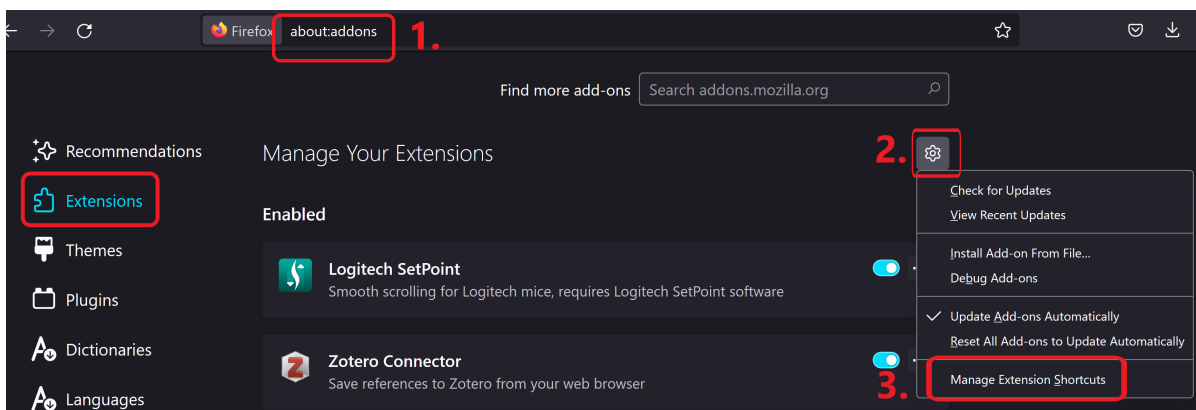 Firefox about:addons 1.
Find more add-ons Search addons.mozilla.org
Recommendations
Manage Your Extensions
2.
Extensions
Check for Updates
View Recent Updates
Enabled
Themes
Install Add-on From File...
Debug Add-ons
Logitech SetPoint
Smooth scrolling for Logitech mice, requires Logitech SetPoint software
Plugins
Update Add-ons Automatically
Reset All Add-ons to Update Automatically
Dictionaries
Zotero Connector
Save references to Zotero from your web browser
3.
Manage Extension Shortcuts
Languages